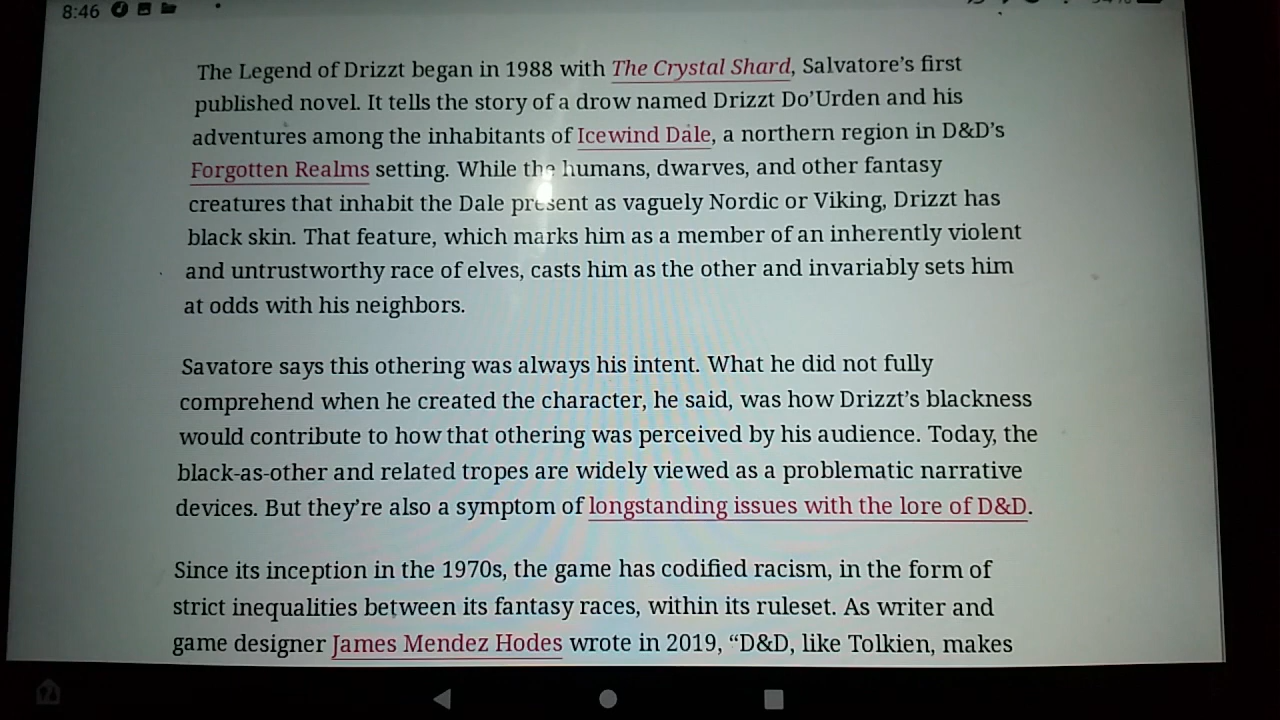 8:46
The Legend of Drizzt began in 1988 with The Crystal Shard, Salvatore's first
published novel. It tells the story of a drow named Drizzt Do'Urden and his
adventures among the inhabitants of Icewind Dale, a northern region in D&D's
Forgotten Realms setting. While the humans, dwarves, and other fantasy
creatures that inhabit the Dale present as vaguely Nordic or Viking, Drizzt has
black skin. That feature, which marks him as a member of an inherently violent
and untrustworthy race of elves, casts him as the other and invariably sets him
at odds with his neighbors.
Savatore says this othering was always his intent. What he did not fully
comprehend when he created the character, he said, was how Drizzt's blackness
would contribute to how that othering was perceived by his audience. Today, the
black-as-other and related tropes are widely viewed as a problematic narrative
devices. But they're also a symptom of longstanding issues with the lore of D&D.
Since its inception in the 1970s, the game has codified racism, in the form of
strict inequalities between its fantasy races, within its ruleset. As writer and
game designer James Mendez Hodes wrote in 2019, “D&D, like Tolkien, makes